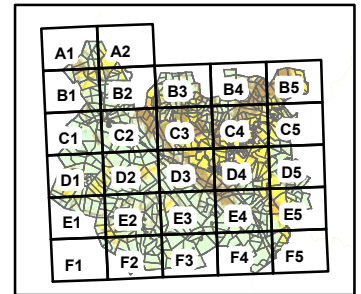 A1 A2
B1 B2 B3 B4 B5
C1 C2 C3 C4 C5
D1 D2 D3 D4 D5
E1 E2 E3 E4 E5
F1 F2 F3 F4 F5